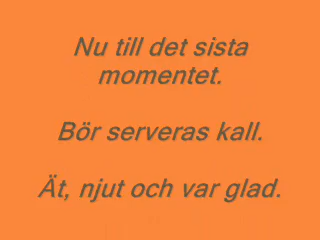 Nu till det sista
momentet.
Bör serveras kall.
Ät, njut och var glad.